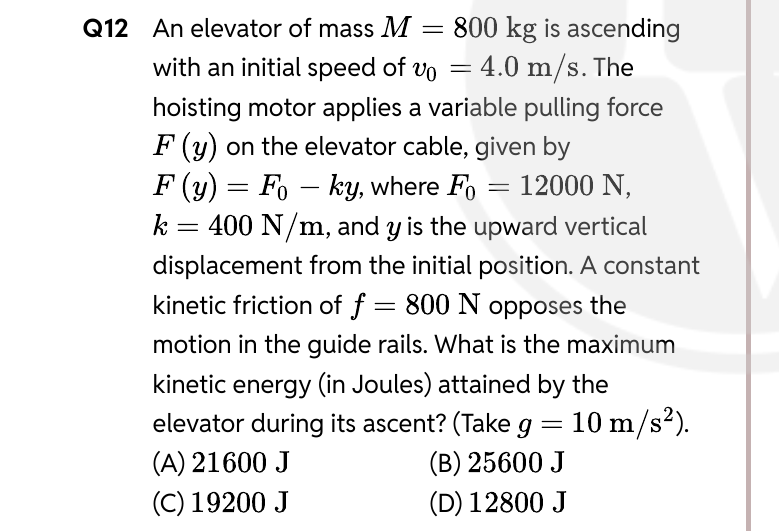 Q12 An elevator of mass M = 800 kg is ascending
with an initial speed of v₀ = 4.0 m/s. The
hoisting motor applies a variable pulling force
F (y) on the elevator cable, given by
F (y) = F₀ − ky, where F₀ = 12000 N,
k = 400 N/m, and y is the upward vertical
displacement from the initial position. A constant
kinetic friction of f = 800 N opposes the
motion in the guide rails. What is the maximum
kinetic energy (in Joules) attained by the
elevator during its ascent? (Take g = 10 m/s²).
(A) 21600 J (B) 25600 J
(C) 19200 J (D) 12800 J